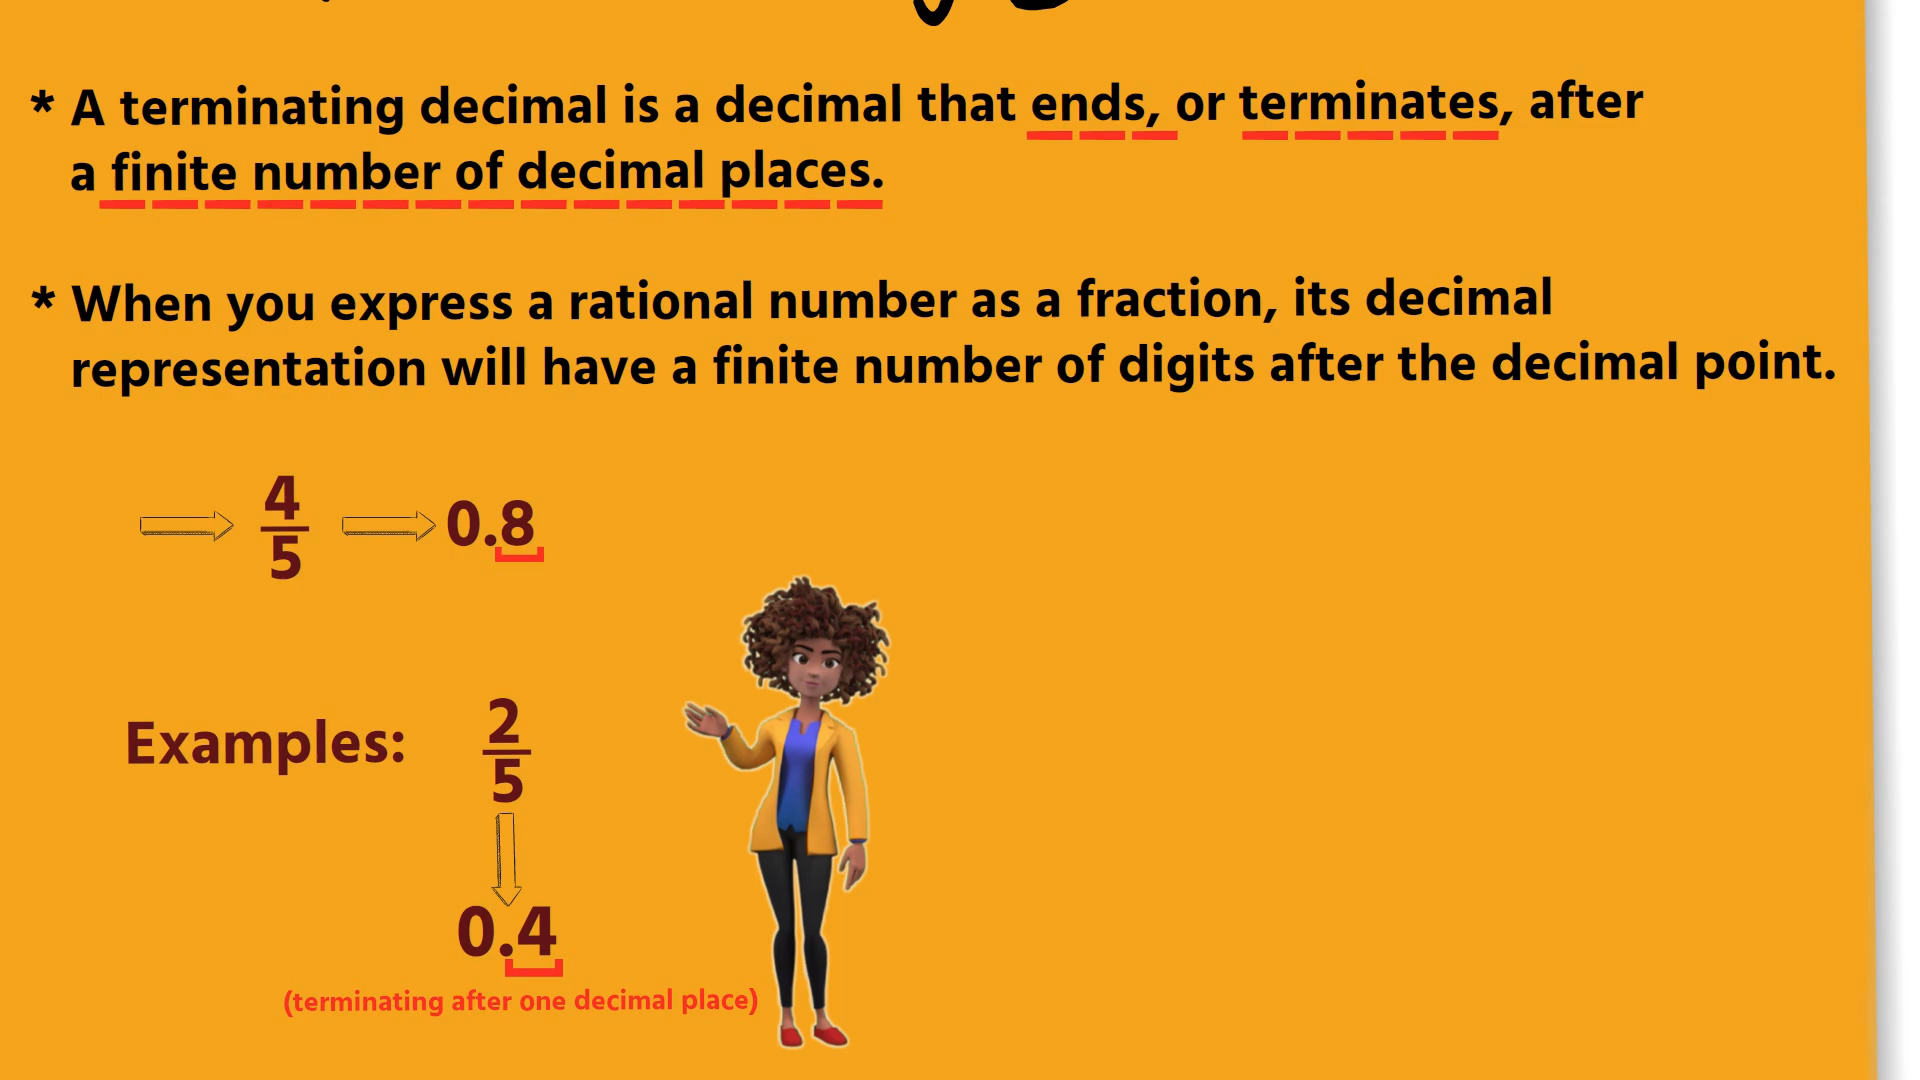 * A terminating decimal is a decimal that ends, or terminates, after
a finite number of decimal places.
* When you express a rational number as a fraction, its decimal
representation will have a finite number of digits after the decimal point.
4
5
0.8
Examples:
2
5
0.4
(terminating after one decimal place)